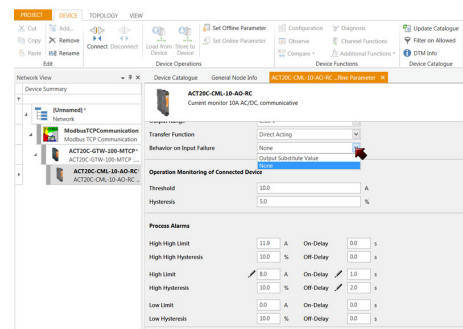 PROJECT DEVICE TOPOLOGY VIEW
Cut Add...
Copy Remove
Paste Rename
Connect Disconnect
Load from Device Store to Device
Set Offline Parameter
Set Online Parameter
Configuration Diagnosis
Observe Channel Functions
Compare Additional Functions
Update Catalogue
Filter on Allowed
DTM Info
Edit Device Operations Device Functions Device Catalogue
Network View Device Catalogue General Node Info ACT20C-CML-10-AO-RC ...fline Parameter
Device Summary
[Unnamed]*
Network
ModbusTCPCommunication
Modbus TCP Communication
ACT20C-GTW-100-MTCP*
ACT20C-GTW-100-MTCP ...
ACT20C-CML-10-AO-RC*
ACT20C-CML-10-AO-RC ...
ACT20C-CML-10-AO-RC
Current monitor 10A AC/DC, communicative
Transfer Function Direct Acting
Behavior on Input Failure None
Output Substitute Value
None
Operation Monitoring of Connected Device
Threshold 10.0 A
Hysteresis 5.0 %
Process Alarms
High High Limit 11.9 A On-Delay 0.0 s
High High Hysteresis 10.0 % Off-Delay 0.0 s
High Limit 8.0 A On-Delay 1.0 s
High Hysteresis 10.0 % Off-Delay 2.0 s
Low Limit 0.0 A On-Delay 0.0 s
Low Hysteresis 10.0 % Off-Delay 0.0 s